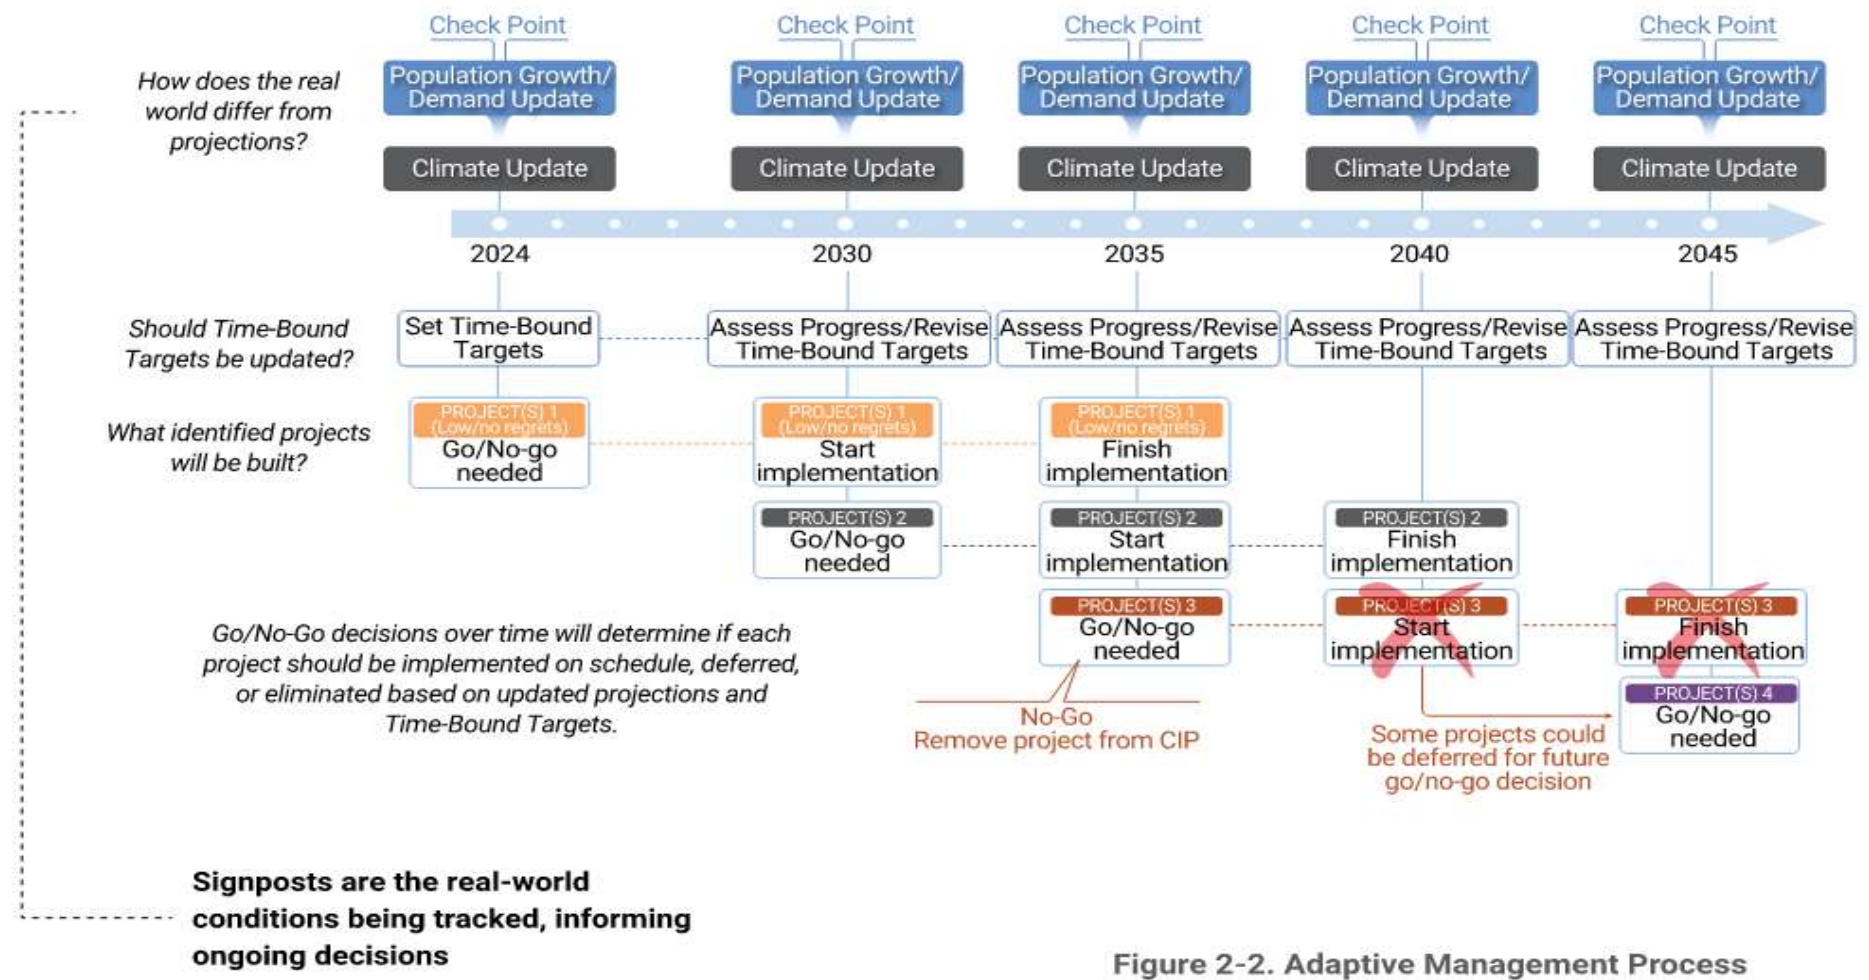 Check Point
Check Point
Check Point
Check Point
Check Point
How does the real
world differ from
projections?
Population Growth/
Demand Update
Population Growth/
Demand Update
Population Growth/
Demand Update
Population Growth/
Demand Update
Population Growth/
Demand Update
Climate Update
Climate Update
Climate Update
Climate Update
Climate Update
2024
2030
2035
2040
2045
Should Time-Bound
Targets be updated?
Set Time-Bound
Targets
Assess Progress/Revise
Time-Bound Targets
Assess Progress/Revise
Time-Bound Targets
Assess Progress/Revise
Time-Bound Targets
Assess Progress/Revise
Time-Bound Targets
What identified projects
will be built?
PROJECT(S) 1
(Low/no regrets)
Go/No-go
needed
PROJECT(S) 1
(Low/no regrets)
Start
implementation
PROJECT(S) 1
(Low/no regrets)
Finish
implementation
PROJECT(S) 2
Go/No-go
needed
PROJECT(S) 2
Start
implementation
PROJECT(S) 2
Finish
implementation
Go/No-Go decisions over time will determine if each
project should be implemented on schedule, deferred,
or eliminated based on updated projections and
Time-Bound Targets.
PROJECT(S) 3
Go/No-go
needed
PROJECT(S) 3
Start
implementation
PROJECT(S) 3
Finish
implementation
No-Go
Remove project from CIP
Some projects could
be deferred for future
go/no-go decision
PROJECT(S) 4
Go/No-go
needed
Signposts are the real-world
conditions being tracked, informing
ongoing decisions
Figure 2-2. Adaptive Management Process